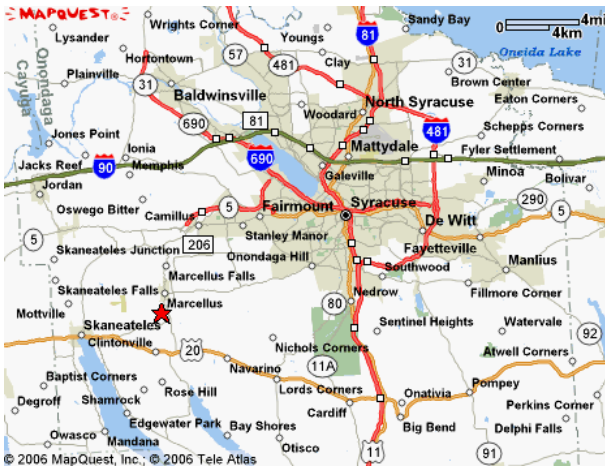 MAPQUEST®
Wrights Corner
Lysander
Hortontown
57
Youngs
81
Sandy Bay
0 4mi
4km
Oneida Lake
Cayuga
Onondaga
Plainville
31
481
Clay
31
Brown Center
Baldwinsville
Woodard
North Syracuse
Eaton Corners
690
81
481
Schepps Corners
Jones Point
Mattydale
Ionia
Jacks Reef
90
Memphis
690
Galeville
Fyler Settlement
Jordan
Minoa
Bolivar
Oswego Bitter
Camillus
5
Fairmount
Syracuse
De Witt
290
5
5
206
Stanley Manor
Fayetteville
Skaneateles Junction
Onondaga Hill
Manlius
Marcellus Falls
Southwood
Skaneateles Falls
80
Nedrow
Fillmore Corner
Marcellus
Mottville
Skaneateles
Sentinel Heights
Watervale
Clintonville
20
Nichols Corners
92
11A
Atwell Corners
Navarino
Baptist Corners
Rose Hill
Lords Corners
Onativia
Pompey
Degroff
Shamrock
Cardiff
Perkins Corner
Edgewater Park
Bay Shores
Big Bend
Delphi Falls
Owasco
Mandana
Otisco
11
91
© 2006 MapQuest, Inc.; © 2006 Tele Atlas